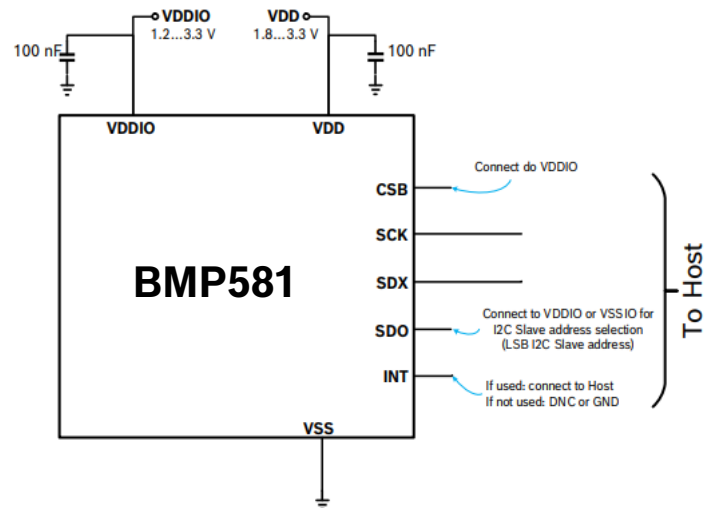 VDDIO
1.2...3.3 V
VDD
1.8...3.3 V
100 nF
100 nF
VDDIO
VDD
CSB
Connect do VDDIO
SCK
BMP581
SDX
SDO
Connect to VDDIO or VSSIO for
I2C Slave address selection
(LSB I2C Slave address)
INT
If used: connect to Host
If not used: DNC or GND
To Host
VSS